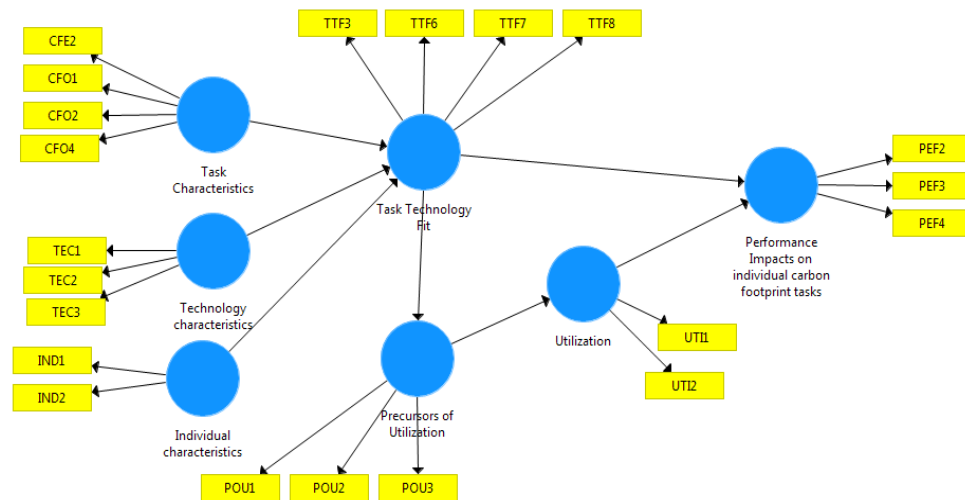 TTF3
TTF6
TTF7
TTF8
CFE2
CFO1
CFO2
CFO4
Task
Characteristics
Task Technology
Fit
PEF2
PEF3
PEF4
Performance
Impacts on
individual carbon
footprint tasks
TEC1
TEC2
TEC3
Technology
characteristics
Utilization
UTI1
UTI2
IND1
IND2
Individual
characteristics
Precursors of
Utilization
POU1
POU2
POU3